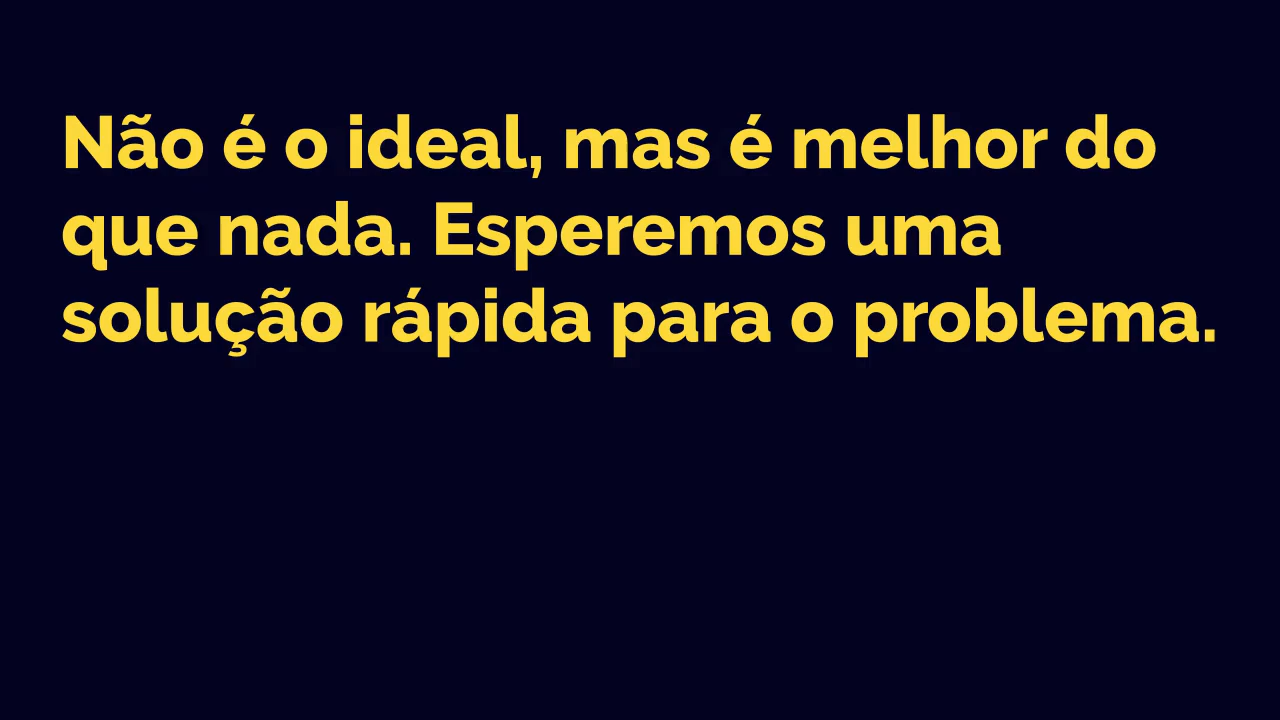 Não é o ideal, mas é melhor do
que nada. Esperemos uma
solução rápida para o problema.